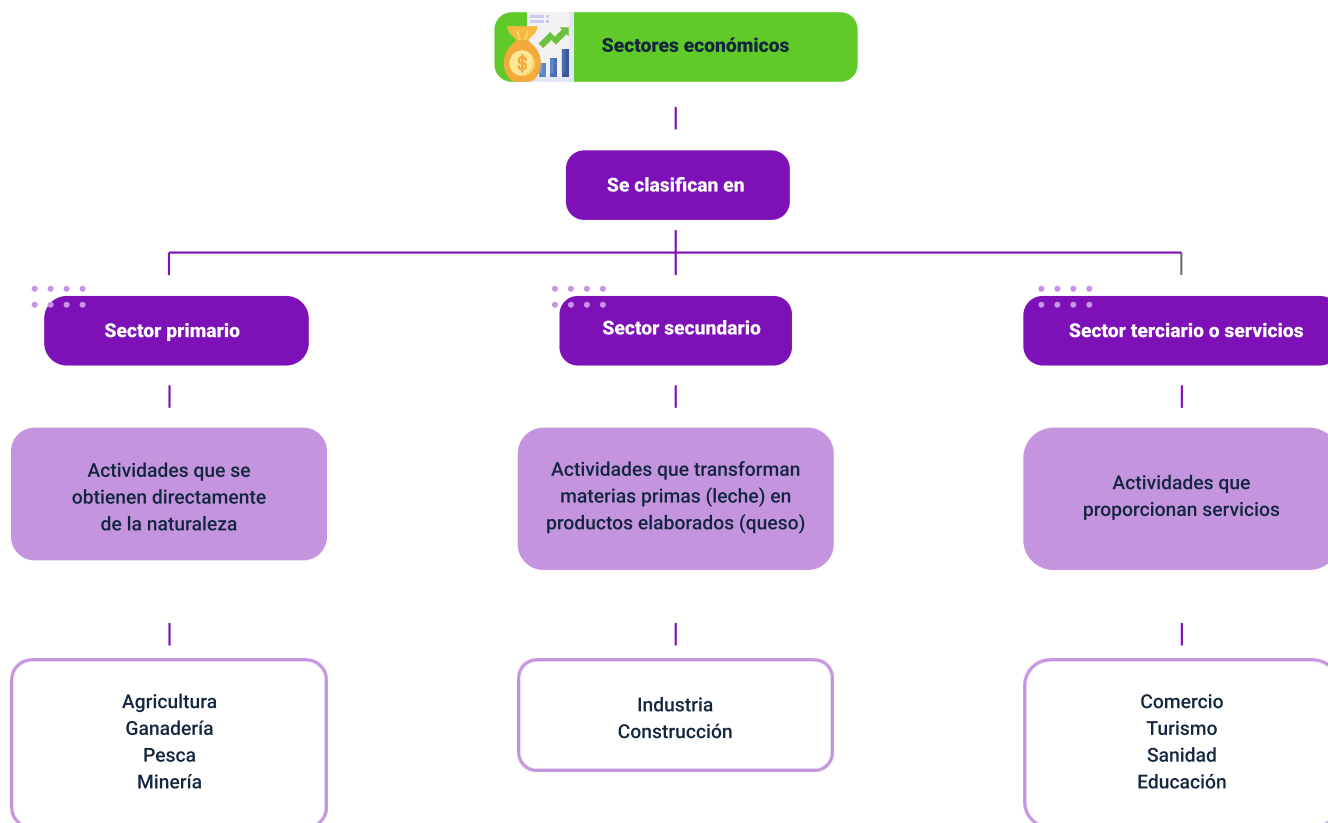 Sectores económicos
Se clasifican en
Sector primario
Sector secundario
Sector terciario o servicios
Actividades que se
obtienen directamente
de la naturaleza
Actividades que transforman
materias primas (leche) en
productos elaborados (queso)
Actividades que
proporcionan servicios
Agricultura
Ganadería
Pesca
Minería
Industria
Construcción
Comercio
Turismo
Sanidad
Educación